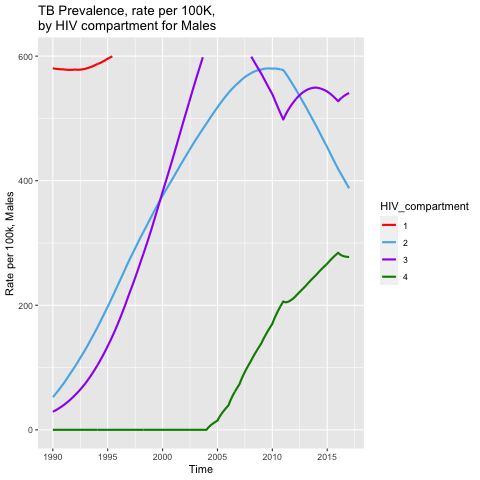 TB Prevalence, rate per 100K,
by HIV compartment for Males
Rate per 100k, Males
600
400
200
0
1990
1995
2000
2005
2010
2015
Time
HIV_compartment
1
2
3
4